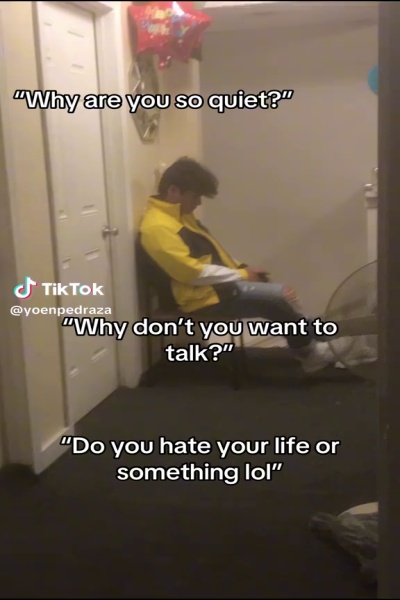 “Why are you so quiet?”
TikTok
@yoenpedraza
“Why don’t you want to
talk?”
“Do you hate your life or
something lol”